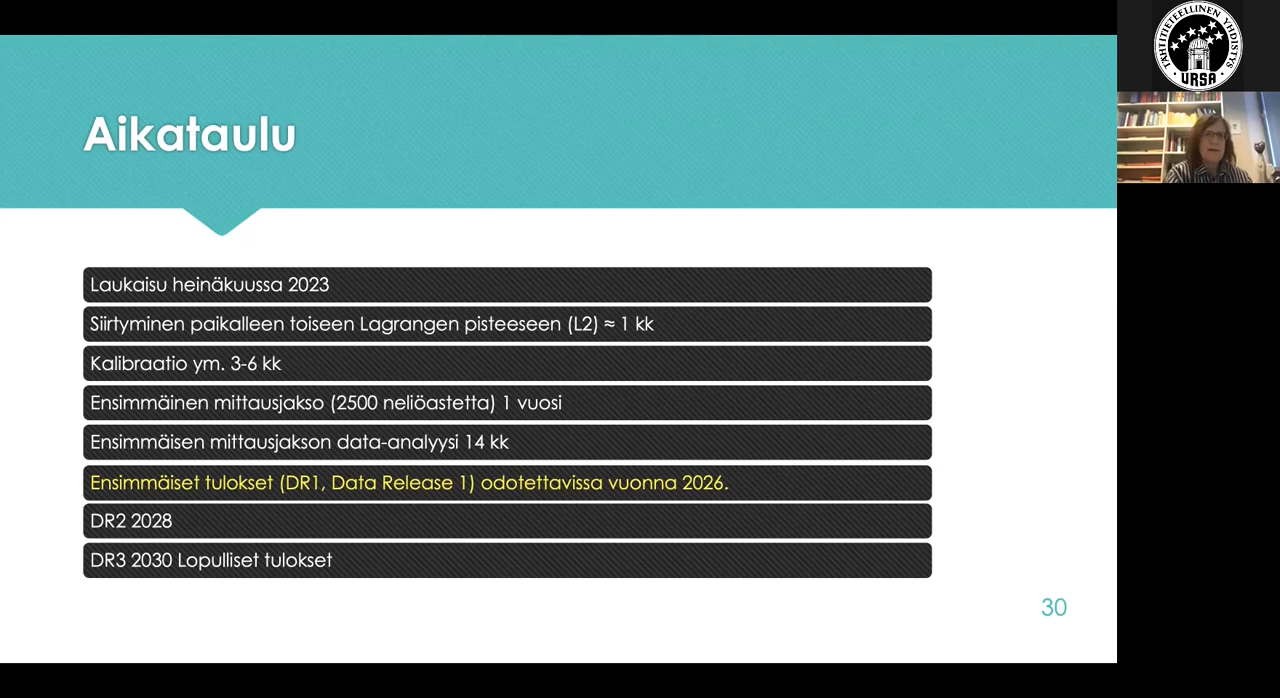 Aikataulu
Laukaisu heinäkuussa 2023
Siirtyminen paikalleen toiseen Lagrangen pisteeseen (L2) ≈ 1 kk
Kalibraatio ym. 3-6 kk
Ensimmäinen mittausjakso (2500 neliöastetta) 1 vuosi
Ensimmäisen mittausjakson data-analyysi 14 kk
Ensimmäiset tulokset (DR1, Data Release 1) odotettavissa vuonna 2026.
DR2 2028
DR3 2030 Lopulliset tulokset
30
TÄHTITIETEELLINEN YHDISTYS
URSA